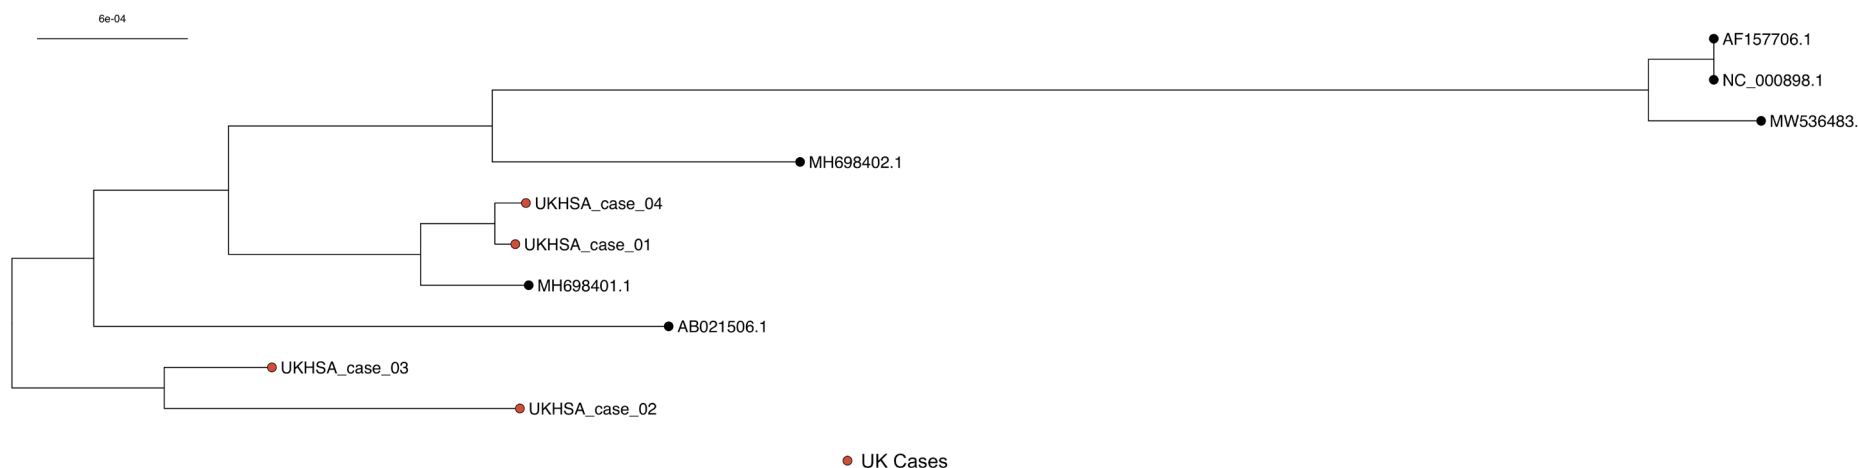 6e-04
AF157706.1
NC_000898.1
MW536483.
MH698402.1
UKHSA_case_04
UKHSA_case_01
MH698401.1
AB021506.1
UKHSA_case_03
UKHSA_case_02
UK Cases